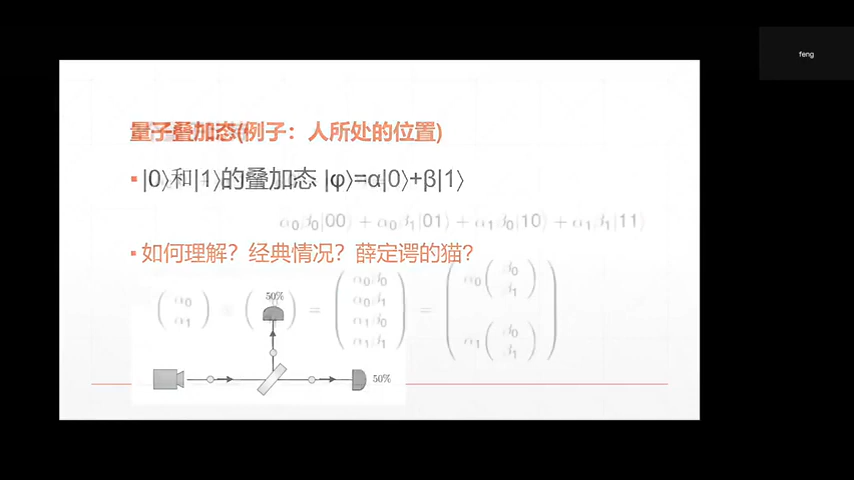 feng
量子叠加态(例子：人所处的位置)
▪|0⟩和|1⟩的叠加态 |φ⟩=α|0⟩+β|1⟩
α₀β₀|00⟩ + α₀β₁|01⟩ + α₁β₀|10⟩ + α₁β₁|11⟩
▪如何理解？经典情况？薛定谔的猫？
50%
50%